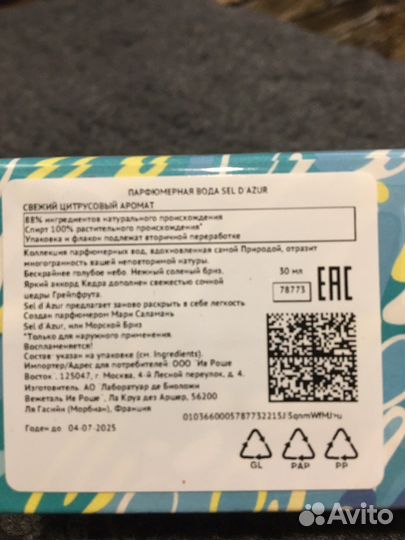 ПАРФЮМЕРНАЯ ВОДА SEL D'AZUR
СВЕЖИЙ ЦИТРУСОВЫЙ АРОМАТ
88% ингредиентов натурального происхождения
Спирт 100% растительного происхождения*
Упаковка и флакон подлежат вторичной переработке
Коллекция парфюмерных вод, вдохновленная самой Природой, отразит
многогранность вашей неповторимой натуры.
Бескрайнее голубое небо. Нежный соленый бриз.
Яркий аккорд Кедра дополнен свежестью сочной
цедры Грейпфрута.
Sel d Azur предлагает заново раскрыть в себе легкость
Создан парфюмером Мари Саламань
Sel d Azur, или Морской Бриз
*Только для наружного применения.
Воспламеняется!
Состав указан на упаковке (см. Ingredients).
Импортер/Адрес для потребителей ООО "Ив Роше
Восток", 125047, г. Москва, 4-й Лесной переулок, д. 4.
Изготовитель. АО Лаборатуар де Биоложи
Вежеталь Ив Роше", Ла Круа дез Аршер, 56200
Ля Гасийи (Морбиан), Франция
30 мл
78773
EAC
Годен до 04-07-2025
0103660005787732215J
GL PAP PP
Avito